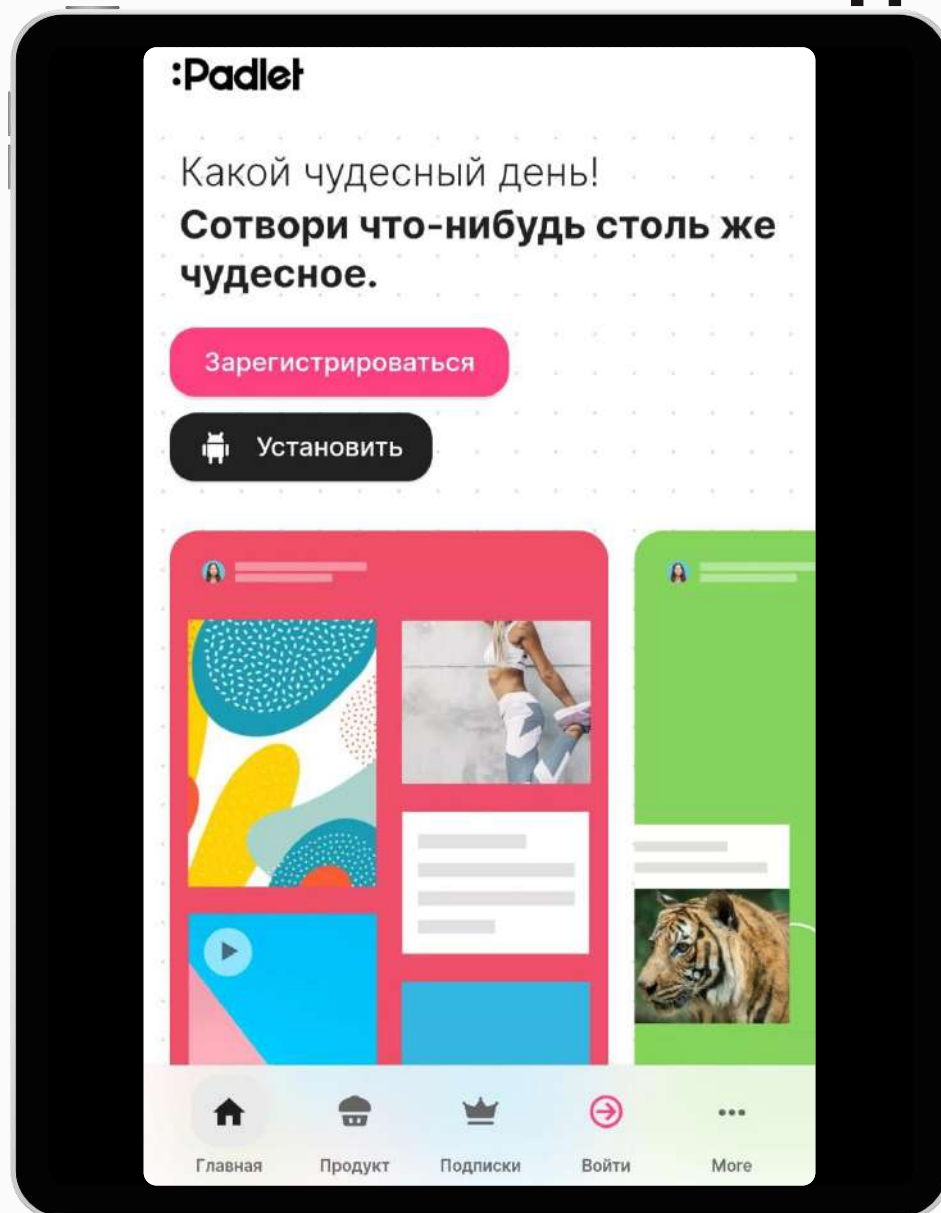 :Padlet
Какой чудесный день!
Сотвори что-нибудь столь же
чудесное.
Зарегистрироваться
Установить
Главная
Продукт
Подписки
Войти
More